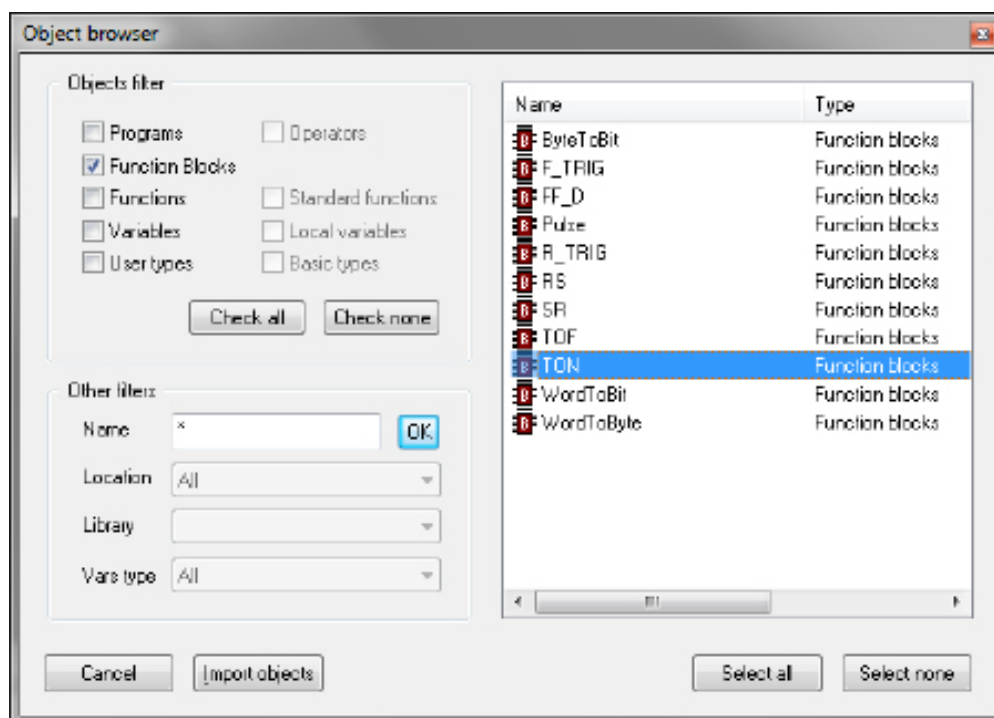 Object browser
Objects filter
Programs
Operators
Function Blocks
Functions
Standard functions
Variables
Local variables
User types
Basic types
Check all
Check none
Other filters
Name
*
OK
Location
All
Library
Vars type
All
Name Type
ByteToBit Function blocks
F_TRIG Function blocks
FF_D Function blocks
Pulse Function blocks
R_TRIG Function blocks
RS Function blocks
SR Function blocks
TOF Function blocks
TON Function blocks
WordToBit Function blocks
WordToByte Function blocks
Cancel
Import objects
Select all
Select none